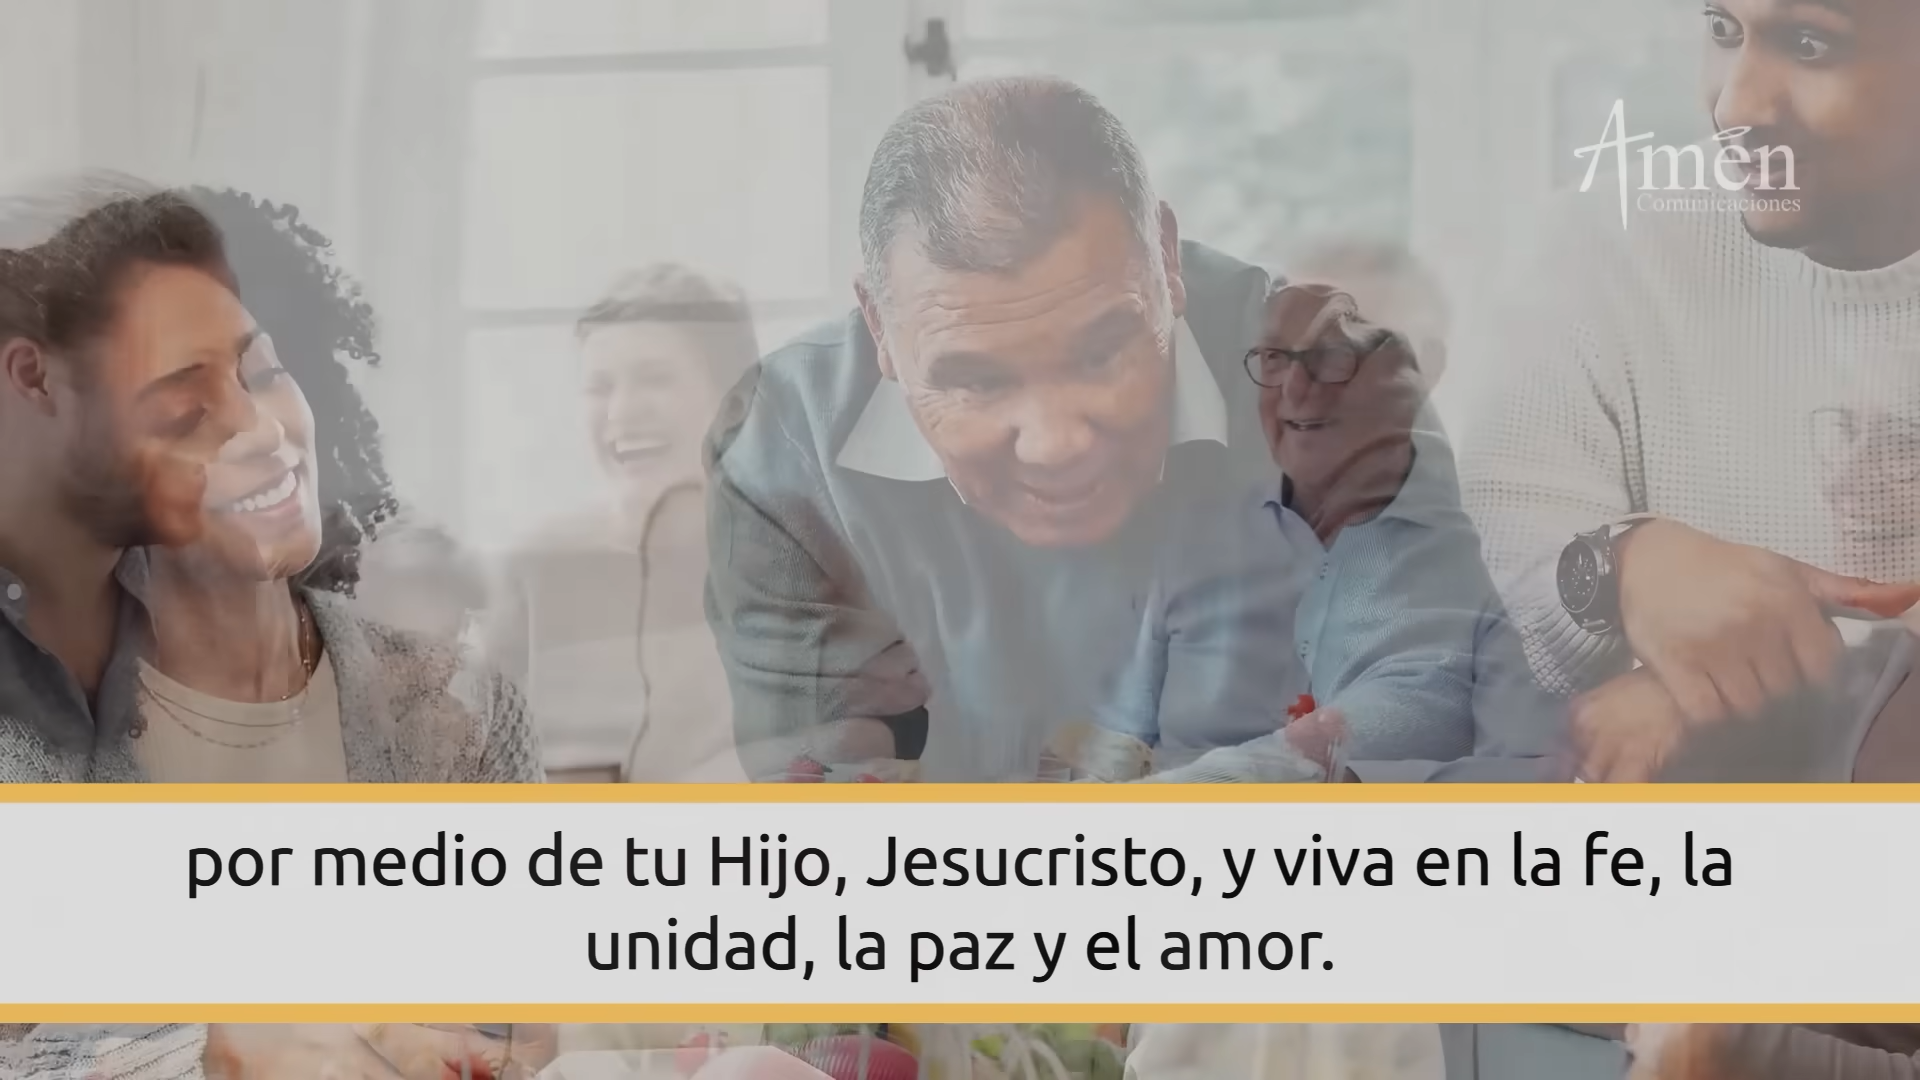 Amén
Comunicaciones
por medio de tu Hijo, Jesucristo, y viva en la fe, la
unidad, la paz y el amor.